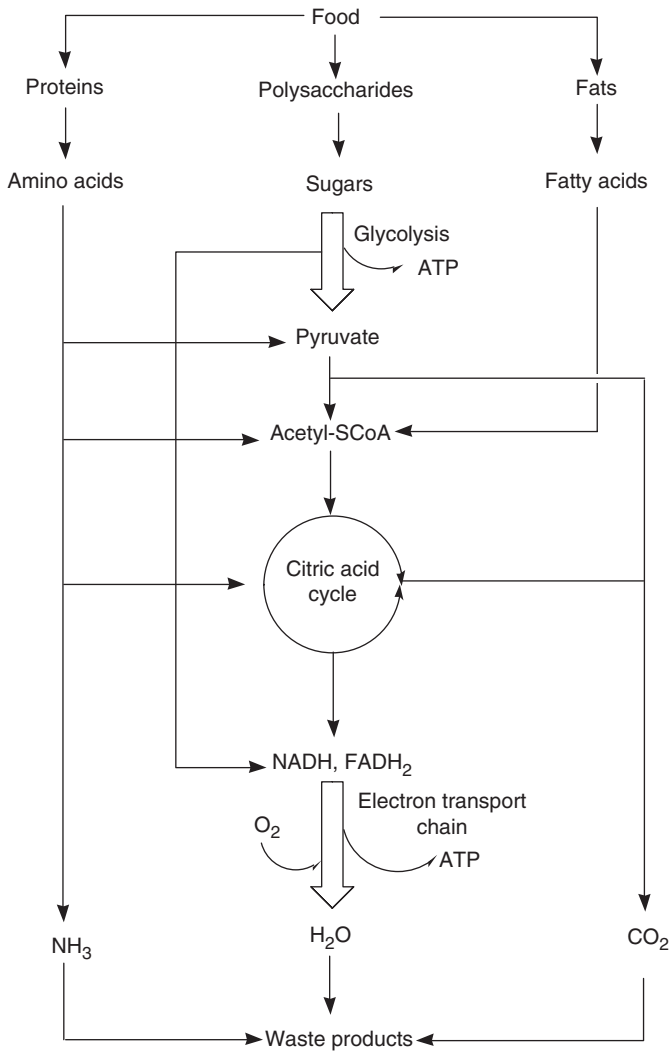 Food
Proteins
Polysaccharides
Fats
Amino acids
Sugars
Fatty acids
Glycolysis
ATP
Pyruvate
Acetyl-SCoA
Citric acid
cycle
NADH, FADH₂
Electron transport
chain
O₂
ATP
NH₃
H₂O
CO₂
Waste products